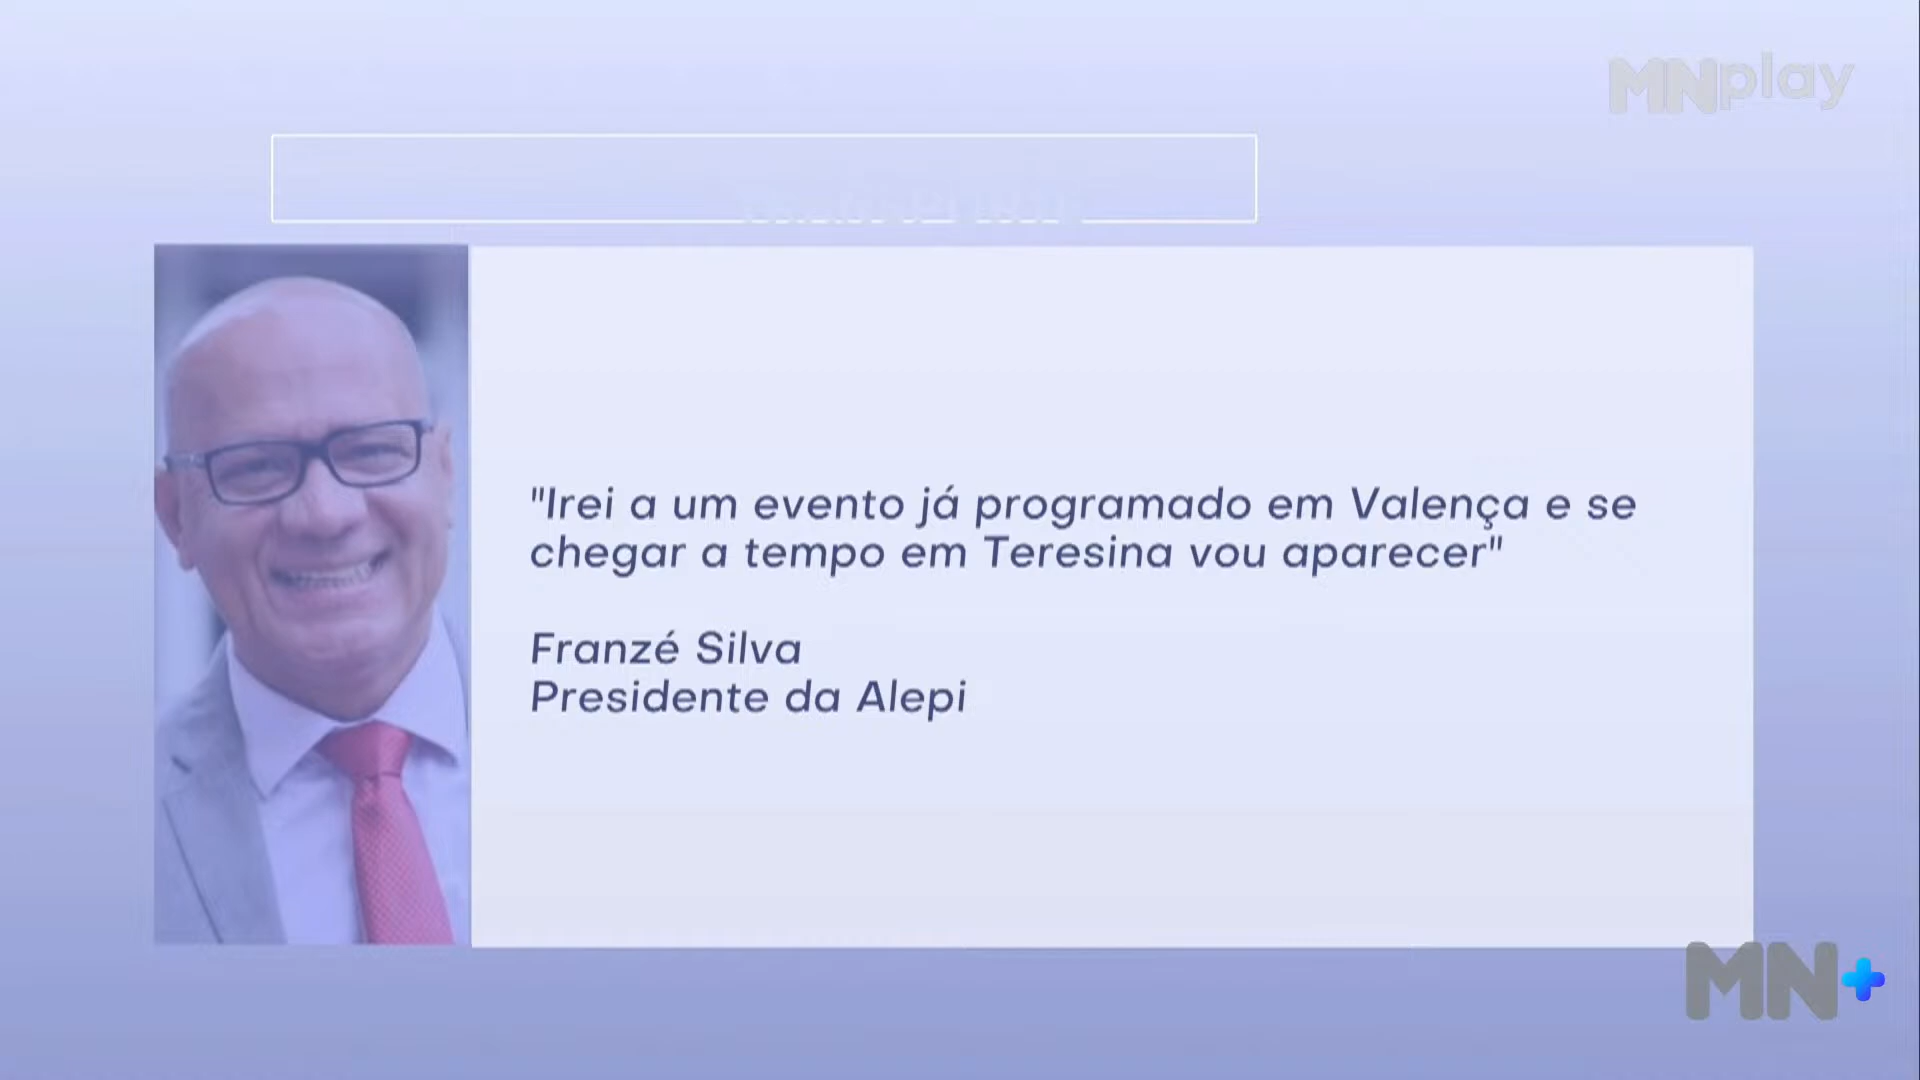 MNplay
"Irei a um evento já programado em Valença e se
chegar a tempo em Teresina vou aparecer"
Franzé Silva
Presidente da Alepi
MN+